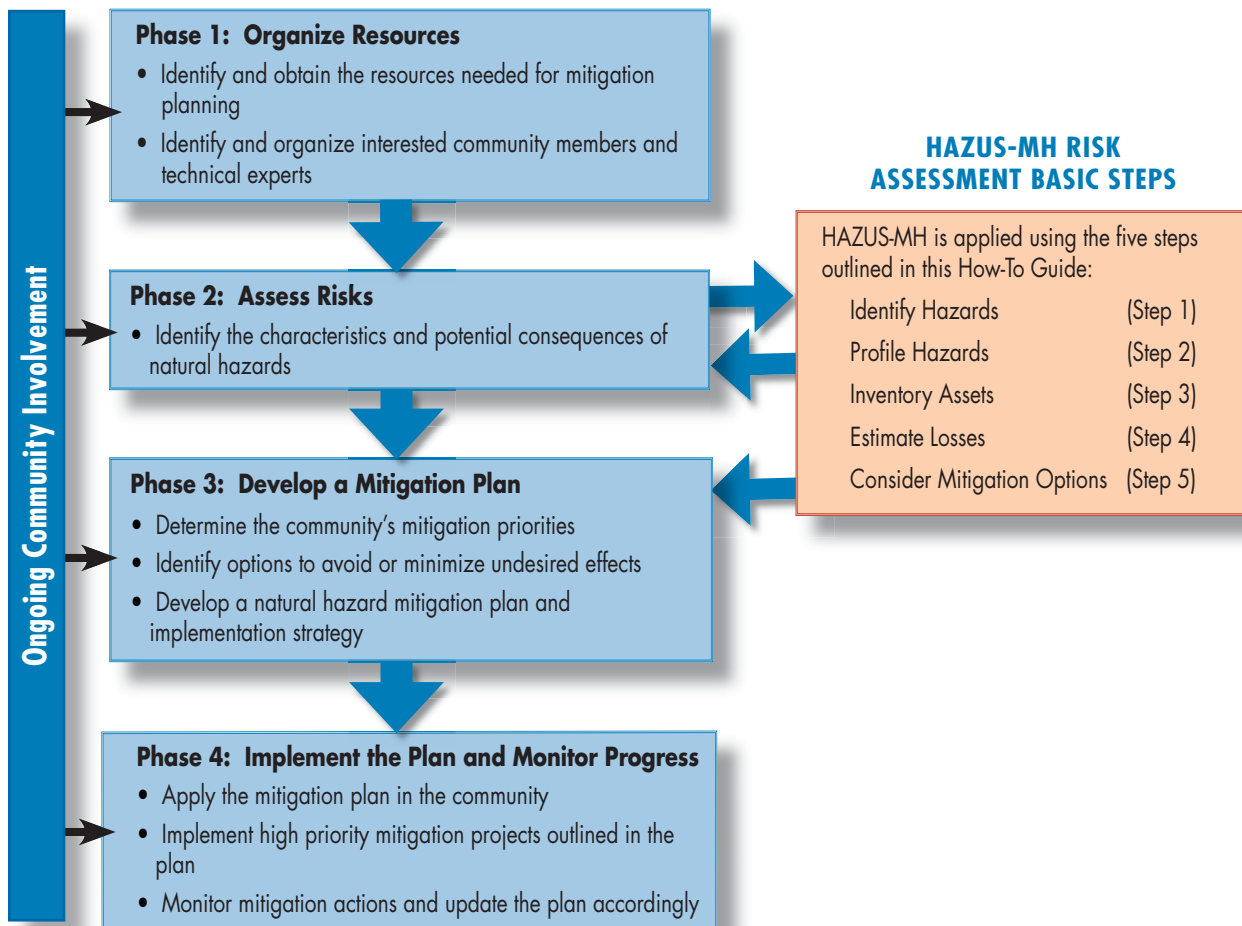 Ongoing Community Involvement
Phase 1: Organize Resources
• Identify and obtain the resources needed for mitigation
planning
• Identify and organize interested community members and
technical experts
Phase 2: Assess Risks
• Identify the characteristics and potential consequences of
natural hazards
Phase 3: Develop a Mitigation Plan
• Determine the community's mitigation priorities
• Identify options to avoid or minimize undesired effects
• Develop a natural hazard mitigation plan and
implementation strategy
Phase 4: Implement the Plan and Monitor Progress
• Apply the mitigation plan in the community
• Implement high priority mitigation projects outlined in the
plan
• Monitor mitigation actions and update the plan accordingly
HAZUS-MH RISK
ASSESSMENT BASIC STEPS
HAZUS-MH is applied using the five steps
outlined in this How-To Guide:
Identify Hazards (Step 1)
Profile Hazards (Step 2)
Inventory Assets (Step 3)
Estimate Losses (Step 4)
Consider Mitigation Options (Step 5)